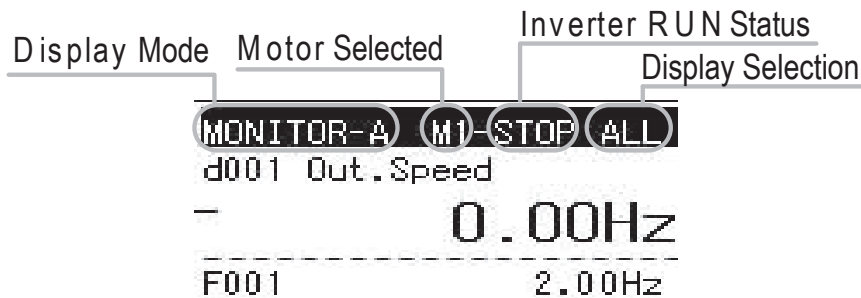 Inverter RUN Status
Display Mode Motor Selected
Display Selection
MONITOR-A M1-STOP ALL
d001 Out.Speed
0.00Hz
F001 2.00Hz